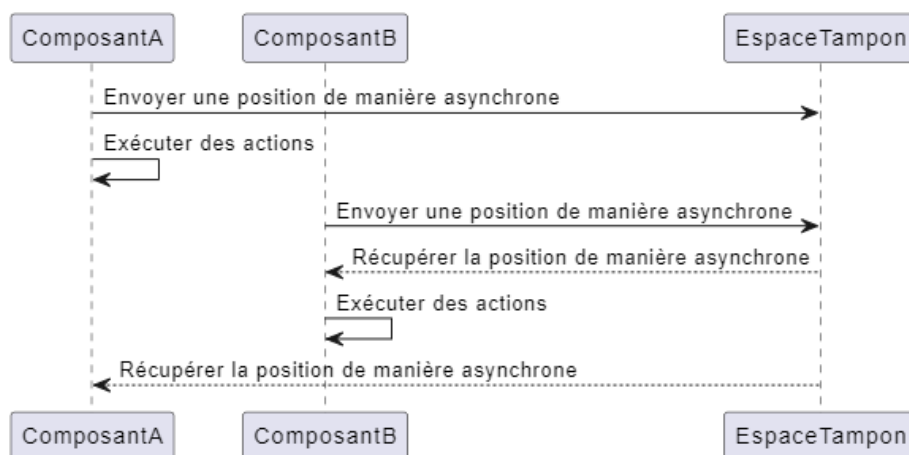 ComposantA
ComposantB
EspaceTampon
Envoyer une position de manière asynchrone
Exécuter des actions
Envoyer une position de manière asynchrone
Récupérer la position de manière asynchrone
Exécuter des actions
Récupérer la position de manière asynchrone
ComposantA
ComposantB
EspaceTampon